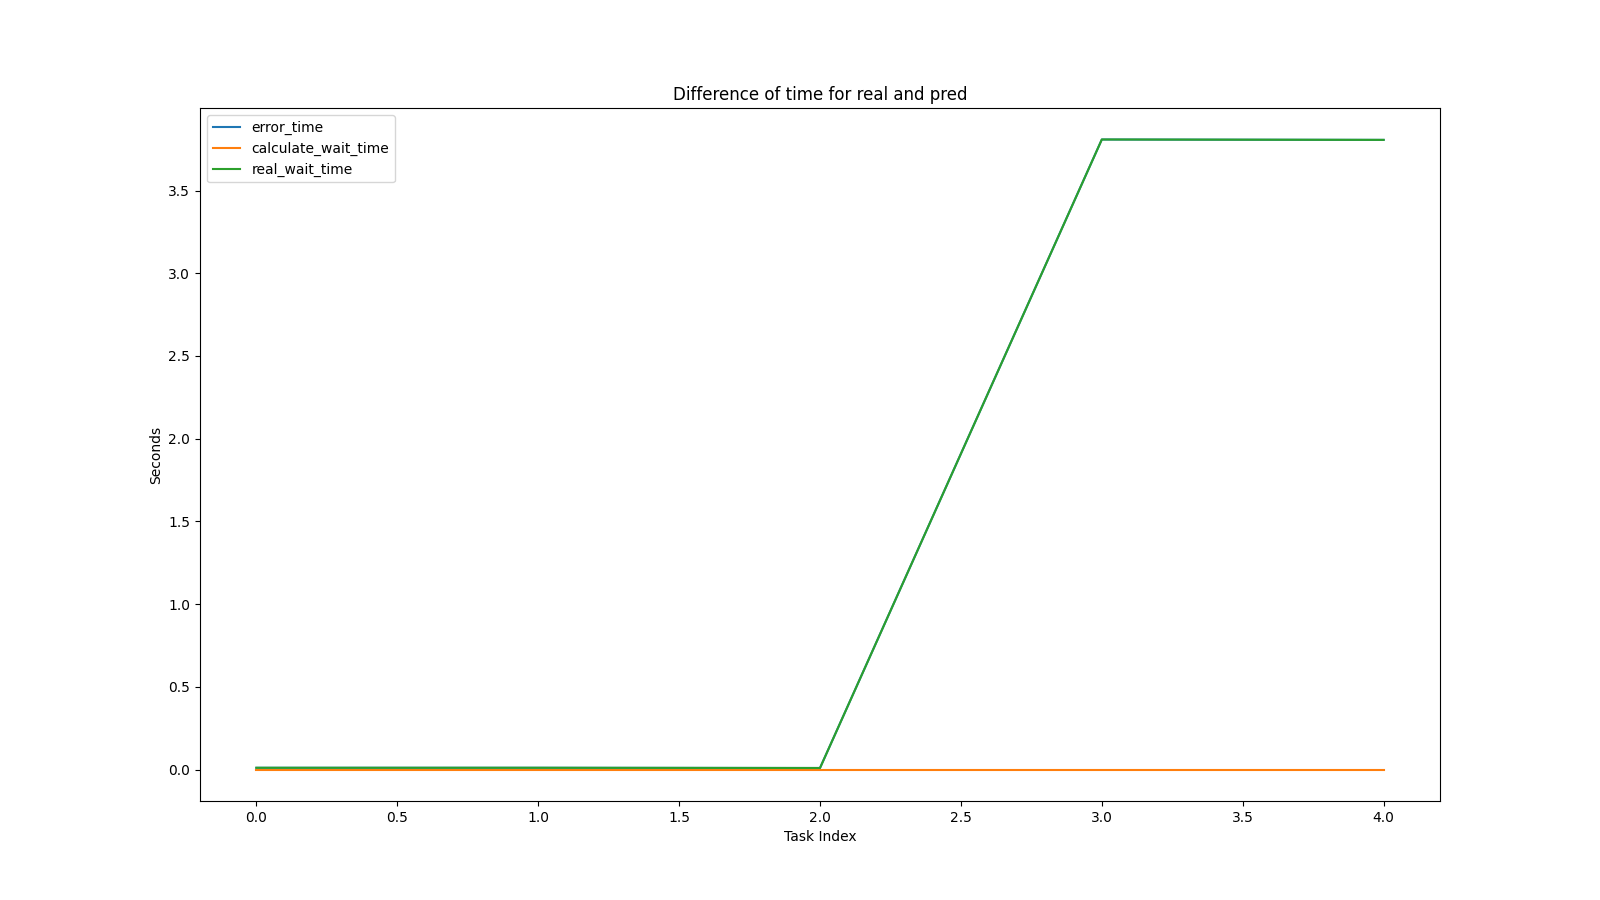 Difference of time for real and pred
error_time
calculate_wait_time
real_wait_time
3.5
3.0
2.5
2.0
1.5
1.0
0.5
0.0
Seconds
0.0 0.5 1.0 1.5 2.0 2.5 3.0 3.5 4.0
Task Index